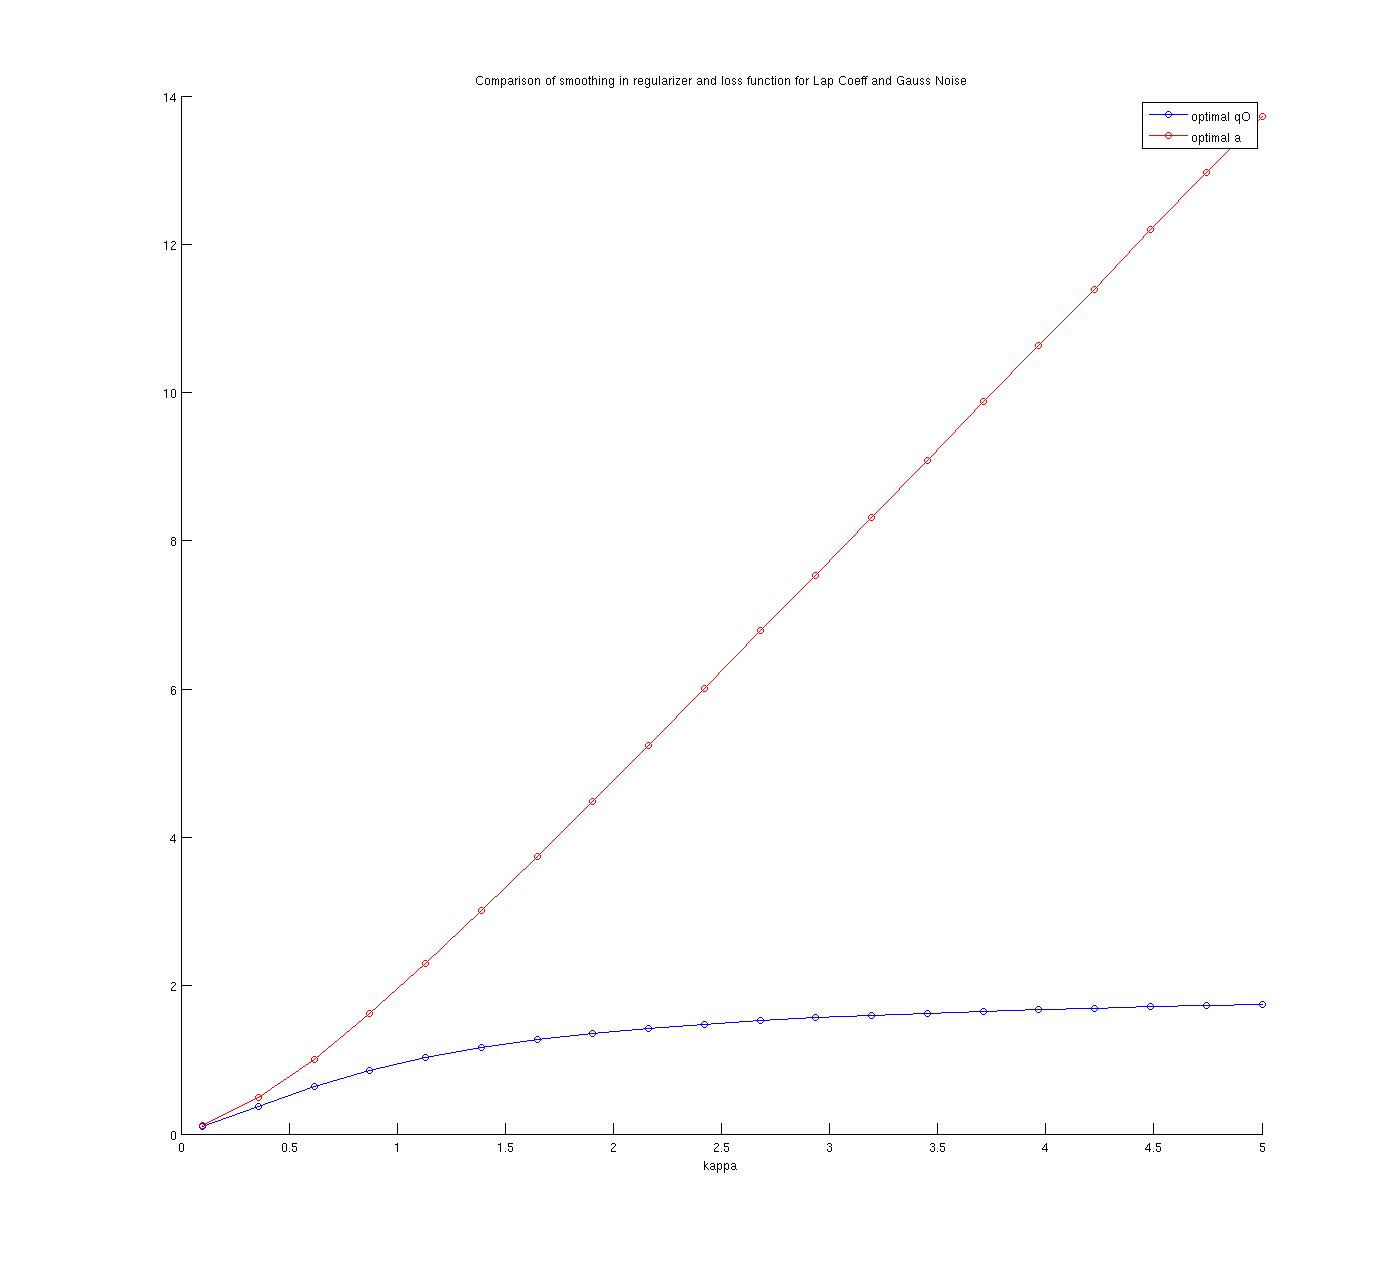 Comparison of smoothing in regularizer and loss function for Lap Coeff and Gauss Noise
14
optimal qO
optimal a
12
10
8
6
4
2
0
0 0.5 1 1.5 2 2.5 3 3.5 4 4.5 5
kappa